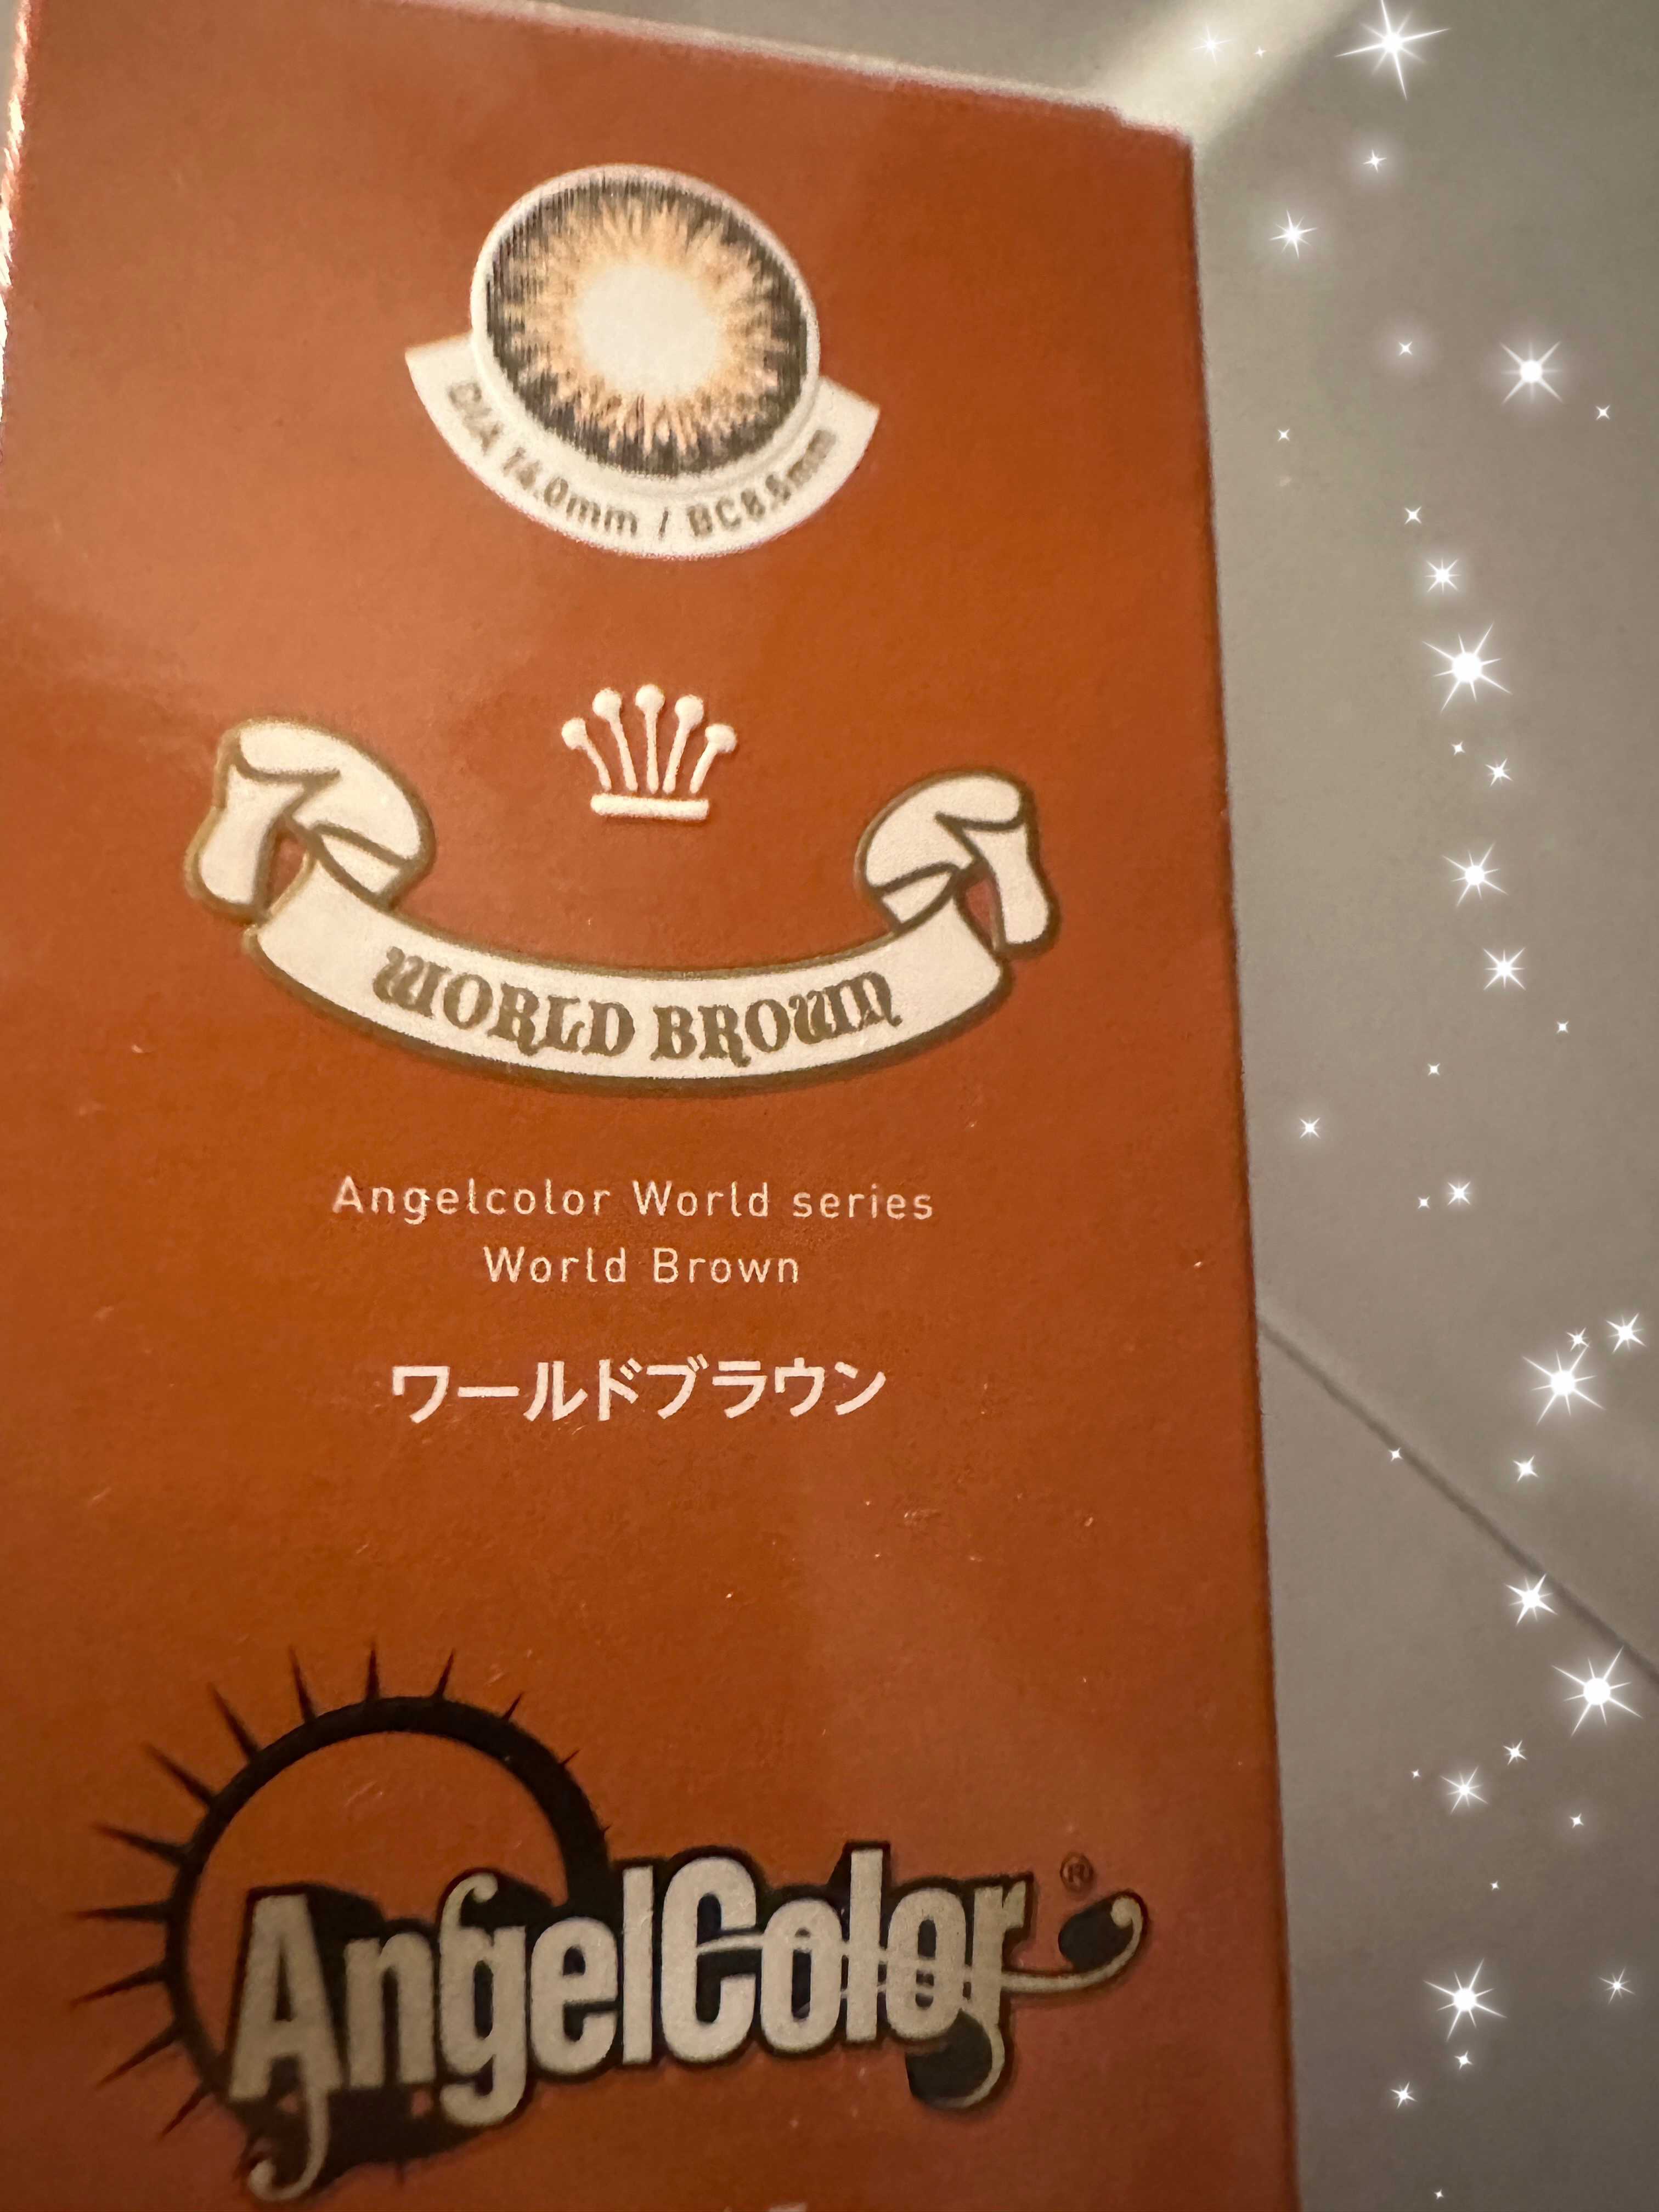 DIA 14.0mm / BC8.5mm
WORLD BROWN
Angelcolor World series
World Brown
ワールドブラウン
AngelColor®